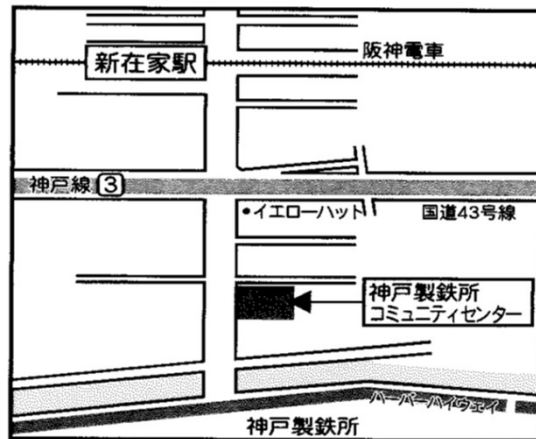 阪神電車
新在家駅
神戸線 3
•イエローハット
国道43号線
神戸製鉄所
コミュニティセンター
ハーバーハイウェイ
神戸製鉄所